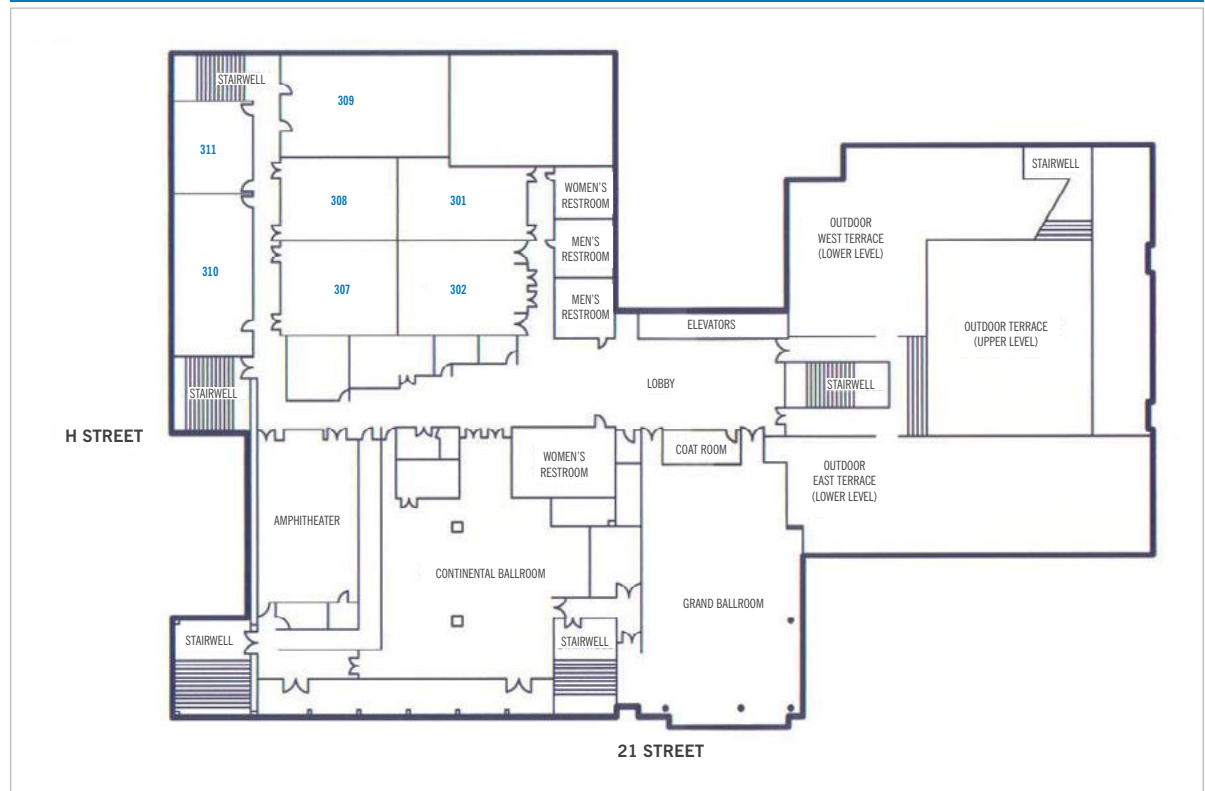 STAIRWELL
309
311
308
301
WOMEN'S
RESTROOM
MEN'S
RESTROOM
310
307
302
MEN'S
RESTROOM
STAIRWELL
OUTDOOR
WEST TERRACE
(LOWER LEVEL)
OUTDOOR TERRACE
(UPPER LEVEL)
ELEVATORS
STAIRWELL
LOBBY
STAIRWELL
H STREET
COAT ROOM
WOMEN'S
RESTROOM
OUTDOOR
EAST TERRACE
(LOWER LEVEL)
AMPHITHEATER
CONTINENTAL BALLROOM
GRAND BALLROOM
STAIRWELL
STAIRWELL
21 STREET